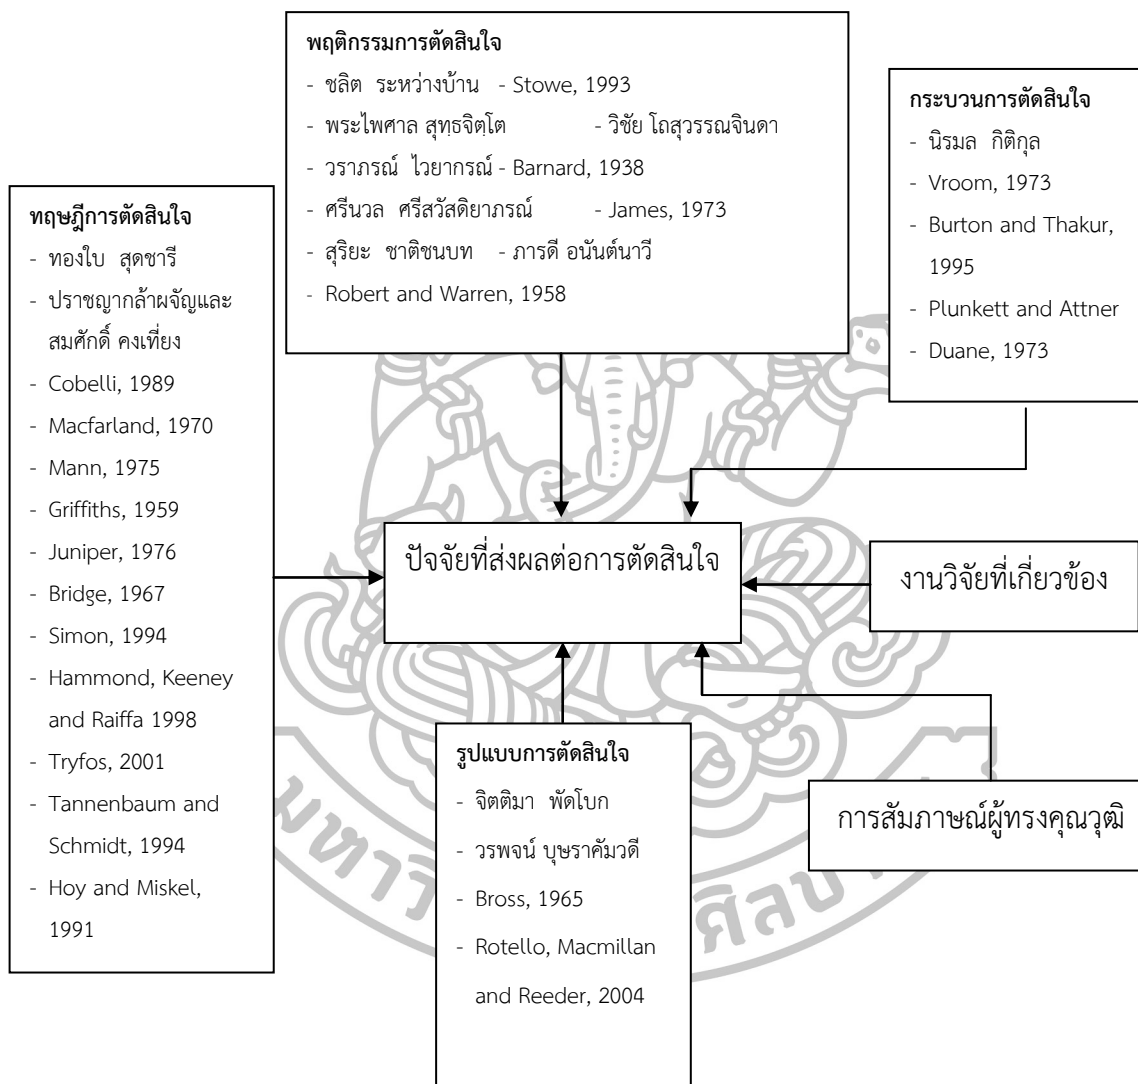 พฤติกรรมการตัดสินใจ
- ชลิต ระหว่างบ้าน - Stowe, 1993
- พระไพศาล สุทฺธจิตฺโต - วิชัย โถสุวรรณจินดา
- วราภรณ์ ไวยากรณ์ - Barnard, 1938
- ศรีนวล ศรีสวัสดิยาภรณ์ - James, 1973
- สุริยะ ชาติชนบท - ภารดี อนันต์นาวี
- Robert and Warren, 1958
กระบวนการตัดสินใจ
- นิรมล กิติกุล
- Vroom, 1973
- Burton and Thakur,
1995
- Plunkett and Attner
- Duane, 1973
ทฤษฎีการตัดสินใจ
- ทองใบ สุดชารี
- ปราชญากล้าผจัญและ
สมศักดิ์ คงเที่ยง
- Cobelli, 1989
- Macfarland, 1970
- Mann, 1975
- Griffiths, 1959
- Juniper, 1976
- Bridge, 1967
- Simon, 1994
- Hammond, Keeney
and Raiffa 1998
- Tryfos, 2001
- Tannenbaum and
Schmidt, 1994
- Hoy and Miskel,
1991
ปัจจัยที่ส่งผลต่อการตัดสินใจ
งานวิจัยที่เกี่ยวข้อง
รูปแบบการตัดสินใจ
- จิตติมา พัดโบก
- วรพจน์ บุษราคัมวดี
- Bross, 1965
- Rotello, Macmillan
and Reeder, 2004
การสัมภาษณ์ผู้ทรงคุณวุฒิ